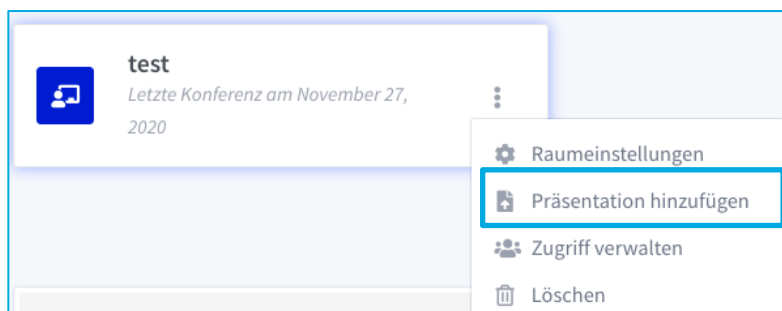 test
Letzte Konferenz am November 27,
2020
Raumeinstellungen
Präsentation hinzufügen
Zugriff verwalten
Löschen